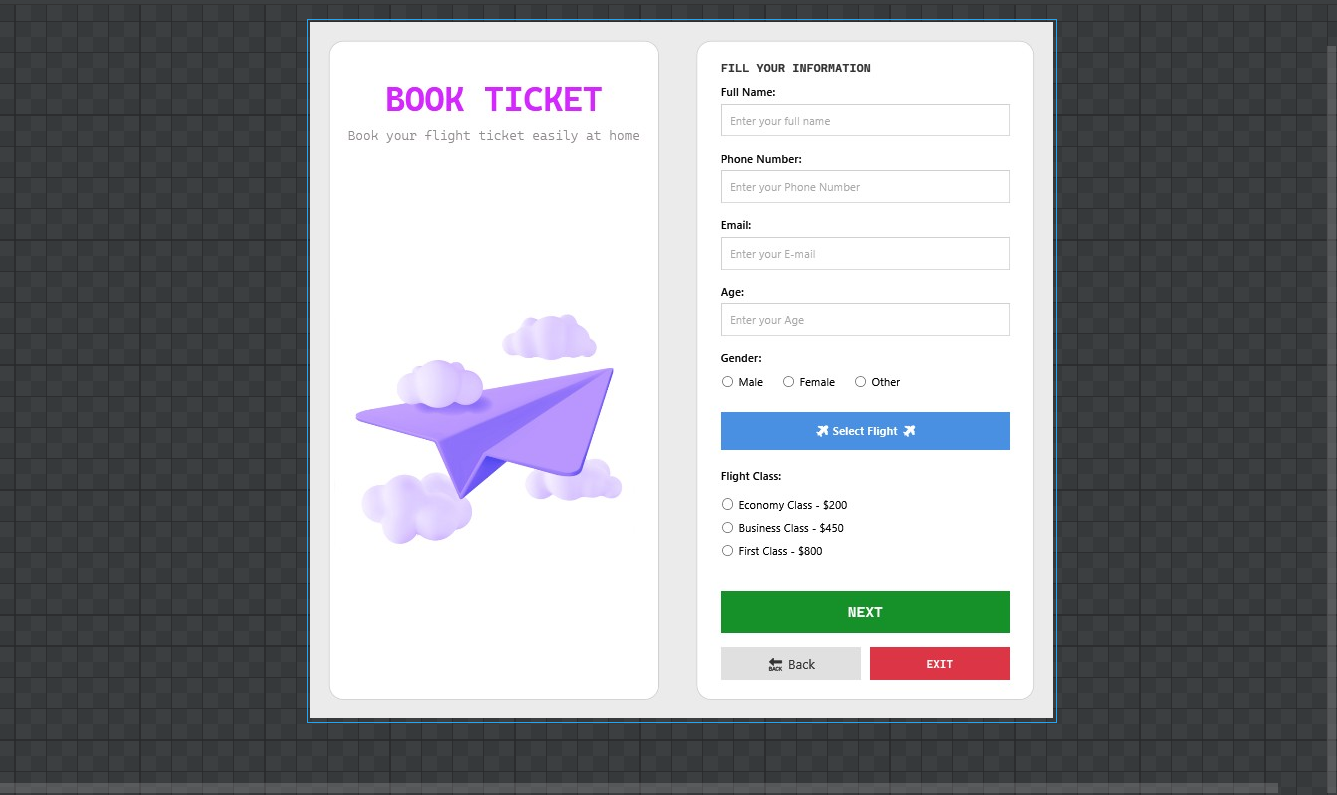 BOOK TICKET
Book your flight ticket easily at home
FILL YOUR INFORMATION
Full Name:
Enter your full name
Phone Number:
Enter your Phone Number
Email:
Enter your E-mail
Age:
Enter your Age
Gender:
Male Female Other
Select Flight
Flight Class:
Economy Class - $200
Business Class - $450
First Class - $800
NEXT
BACK Back
EXIT